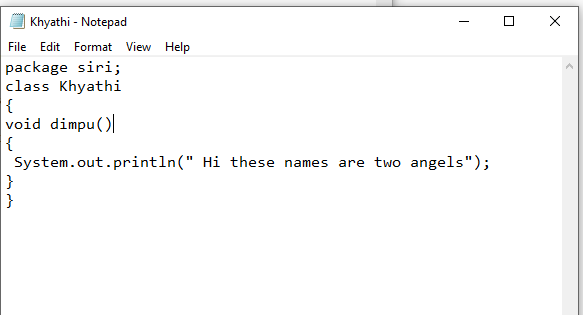 Khyathi - Notepad
File Edit Format View Help
package siri;
class Khyathi
{
void dimpu()
{
 System.out.println(" Hi these names are two angels");
}
}